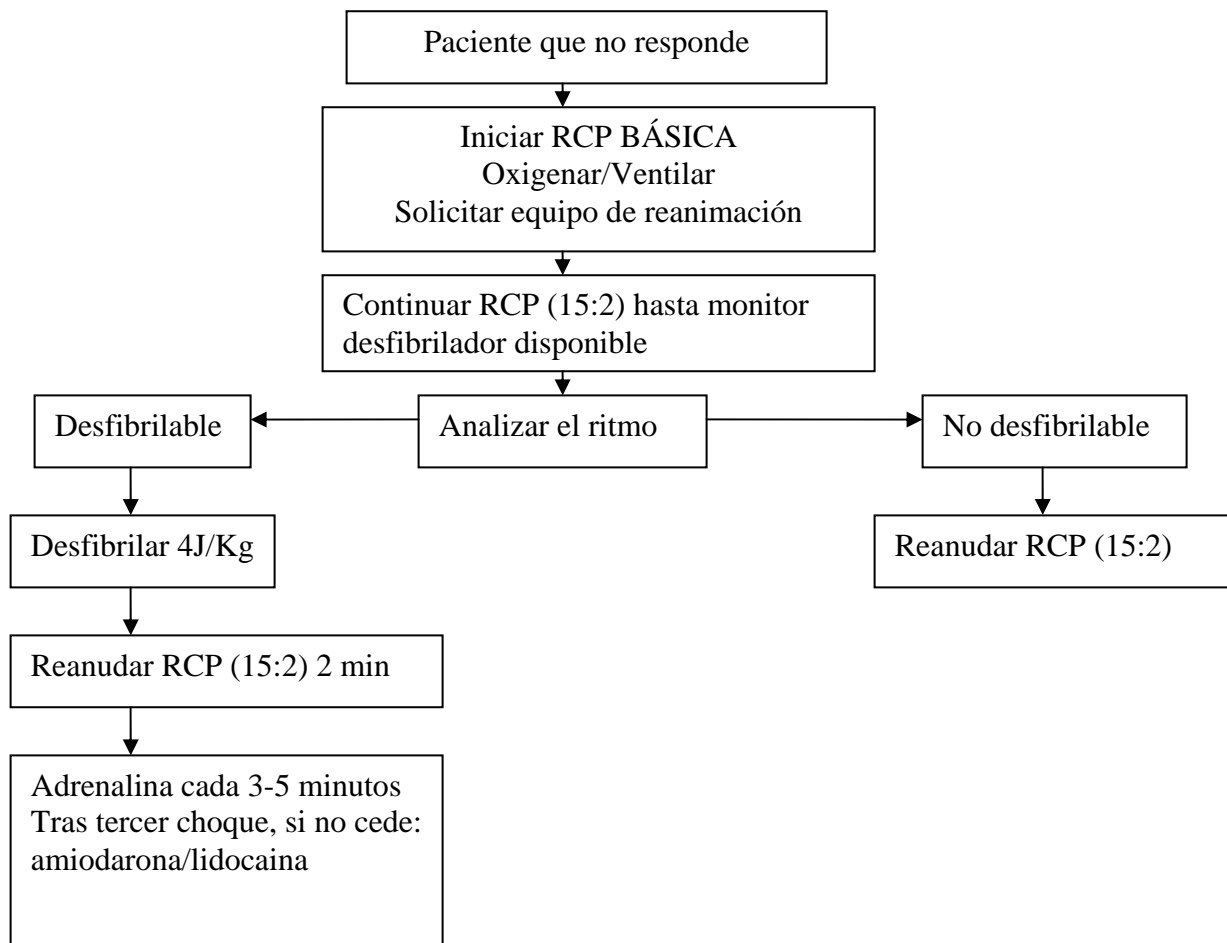 Paciente que no responde
Iniciar RCP BÁSICA
Oxigenar/Ventilar
Solicitar equipo de reanimación
Continuar RCP (15:2) hasta monitor
desfibrilador disponible
Desfibrilable
Analizar el ritmo
No desfibrilable
Desfibrilar 4J/Kg
Reanudar RCP (15:2)
Reanudar RCP (15:2) 2 min
Adrenalina cada 3-5 minutos
Tras tercer choque, si no cede:
amiodarona/lidocaina